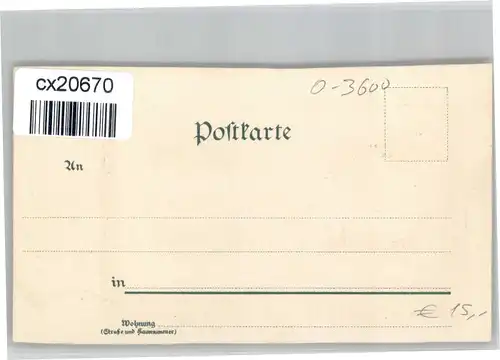 cx20670
O-3600
Postkarte
An
in
Wohnung
(Straße und Hausnummer)
€ 15,-